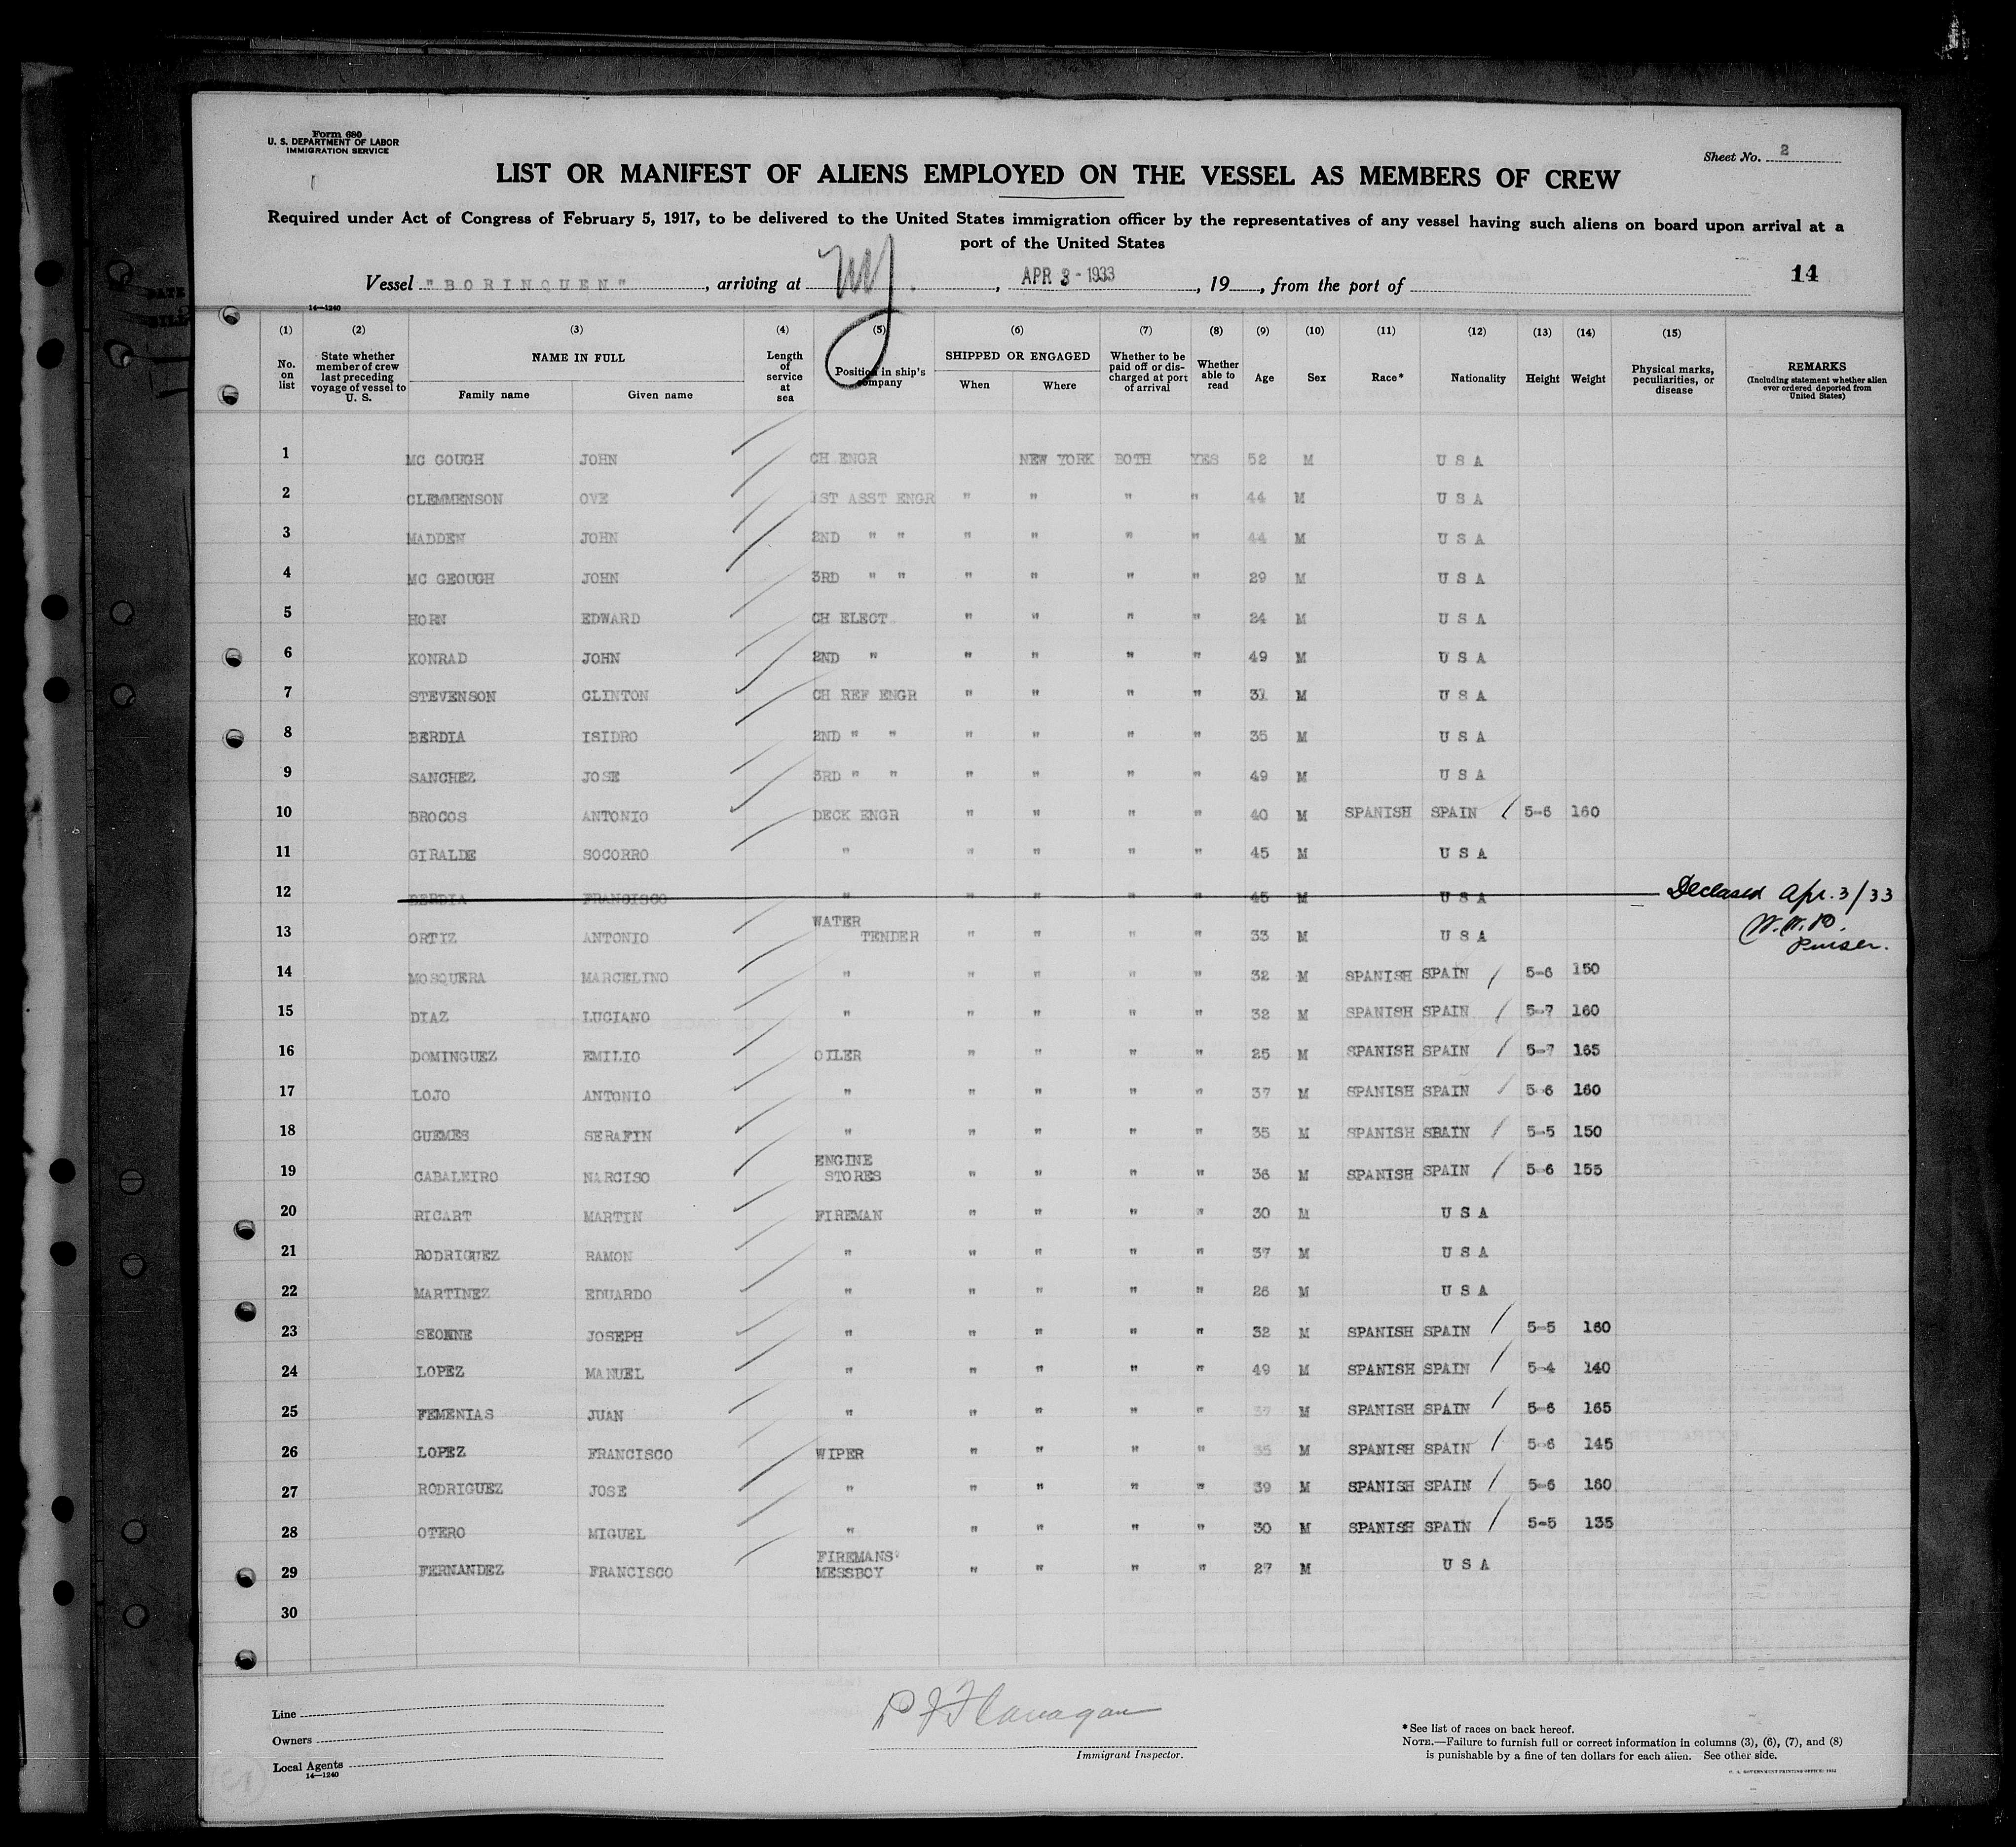 Form 680
U. S. DEPARTMENT OF LABOR
IMMIGRATION SERVICE
Sheet No. 2
LIST OR MANIFEST OF ALIENS EMPLOYED ON THE VESSEL AS MEMBERS OF CREW
Required under Act of Congress of February 5, 1917, to be delivered to the United States immigration officer by the representatives of any vessel having such aliens on board upon arrival at a
port of the United States
Vessel "BORINQUEN", arriving at NY., APR 3 - 1933, 19, from the port of
14
14—1240
(1) (2) (3) (4) (5) (6) (7) (8) (9) (10) (11) (12) (13) (14) (15)
No. on list
State whether member of crew last preceding voyage of vessel to U. S.
NAME IN FULL
Family name Given name
Length of service at sea
Position in ship's company
SHIPPED OR ENGAGED
When Where
Whether to be paid off or discharged at port of arrival
Whether able to read
Age Sex Race* Nationality Height Weight
Physical marks, peculiarities, or disease
REMARKS
(Including statement whether alien ever ordered deported from United States)
1 MC GOUGH JOHN CH ENGR NEW YORK BOTH YES 52 M U S A
2 CLEMMENSON OVE 1ST ASST ENGR " " " " 44 M U S A
3 MADDEN JOHN 2ND " " " " " " 44 M U S A
4 MC GEOUGH JOHN 3RD " " " " " " 29 M U S A
5 HORN EDWARD CH ELECT " " " " 24 M U S A
6 KONRAD JOHN 2ND " " " " " 49 M U S A
7 STEVENSON CLINTON CH REF ENGR " " " " 31 M U S A
8 BERDIA ISIDRO 2ND " " " " " " 35 M U S A
9 SANCHEZ JOSE 3RD " " " " " " 49 M U S A
10 BROCOS ANTONIO DECK ENGR " " " " 40 M SPANISH SPAIN 5-6 160
11 GIRALDE SOCORRO " " " " " 45 M U S A
12 BERDIA FRANCISCO " " " " " 45 M U S A Deceased Apr. 3/33
13 ORTIZ ANTONIO WATER TENDER " " " " 33 M U S A W.W.D. Purser.
14 MOSQUERA MARCELINO " " " " " 32 M SPANISH SPAIN 5-6 150
15 DIAZ LUCIANO " " " " " 32 M SPANISH SPAIN 5-7 160
16 DOMINGUEZ EMILIO OILER " " " " 25 M SPANISH SPAIN 5-7 165
17 LOJO ANTONIO " " " " " 37 M SPANISH SPAIN 5-6 160
18 GUEMES SERAFIN " " " " " 35 M SPANISH SBAIN 5-5 150
19 CABALEIRO NARCISO ENGINE STORES " " " " 36 M SPANISH SPAIN 5-6 155
20 RICART MARTIN FIREMAN " " " " 30 M U S A
21 RODRIGUEZ RAMON " " " " " 37 M U S A
22 MARTINEZ EDUARDO " " " " " 26 M U S A
23 SEONNE JOSEPH " " " " " 32 M SPANISH SPAIN 5-5 160
24 LOPEZ MANUEL " " " " " 49 M SPANISH SPAIN 5-4 140
25 FEMENIAS JUAN " " " " " 37 M SPANISH SPAIN 5-6 165
26 LOPEZ FRANCISCO WIPER " " " " 35 M SPANISH SPAIN 5-6 145
27 RODRIGUEZ JOSE " " " " " 39 M SPANISH SPAIN 5-6 160
28 OTERO MIGUEL " " " " " 30 M SPANISH SPAIN 5-5 135
29 FERNANDEZ FRANCISCO FIREMANS' MESSBOY " " " " 27 M U S A
30
Line
Owners
Local Agents
14—1240
P J Flanagan
Immigrant Inspector.
*See list of races on back hereof.
NOTE.—Failure to furnish full or correct information in columns (3), (6), (7), and (8)
is punishable by a fine of ten dollars for each alien. See other side.
U. S. GOVERNMENT PRINTING OFFICE: 1932